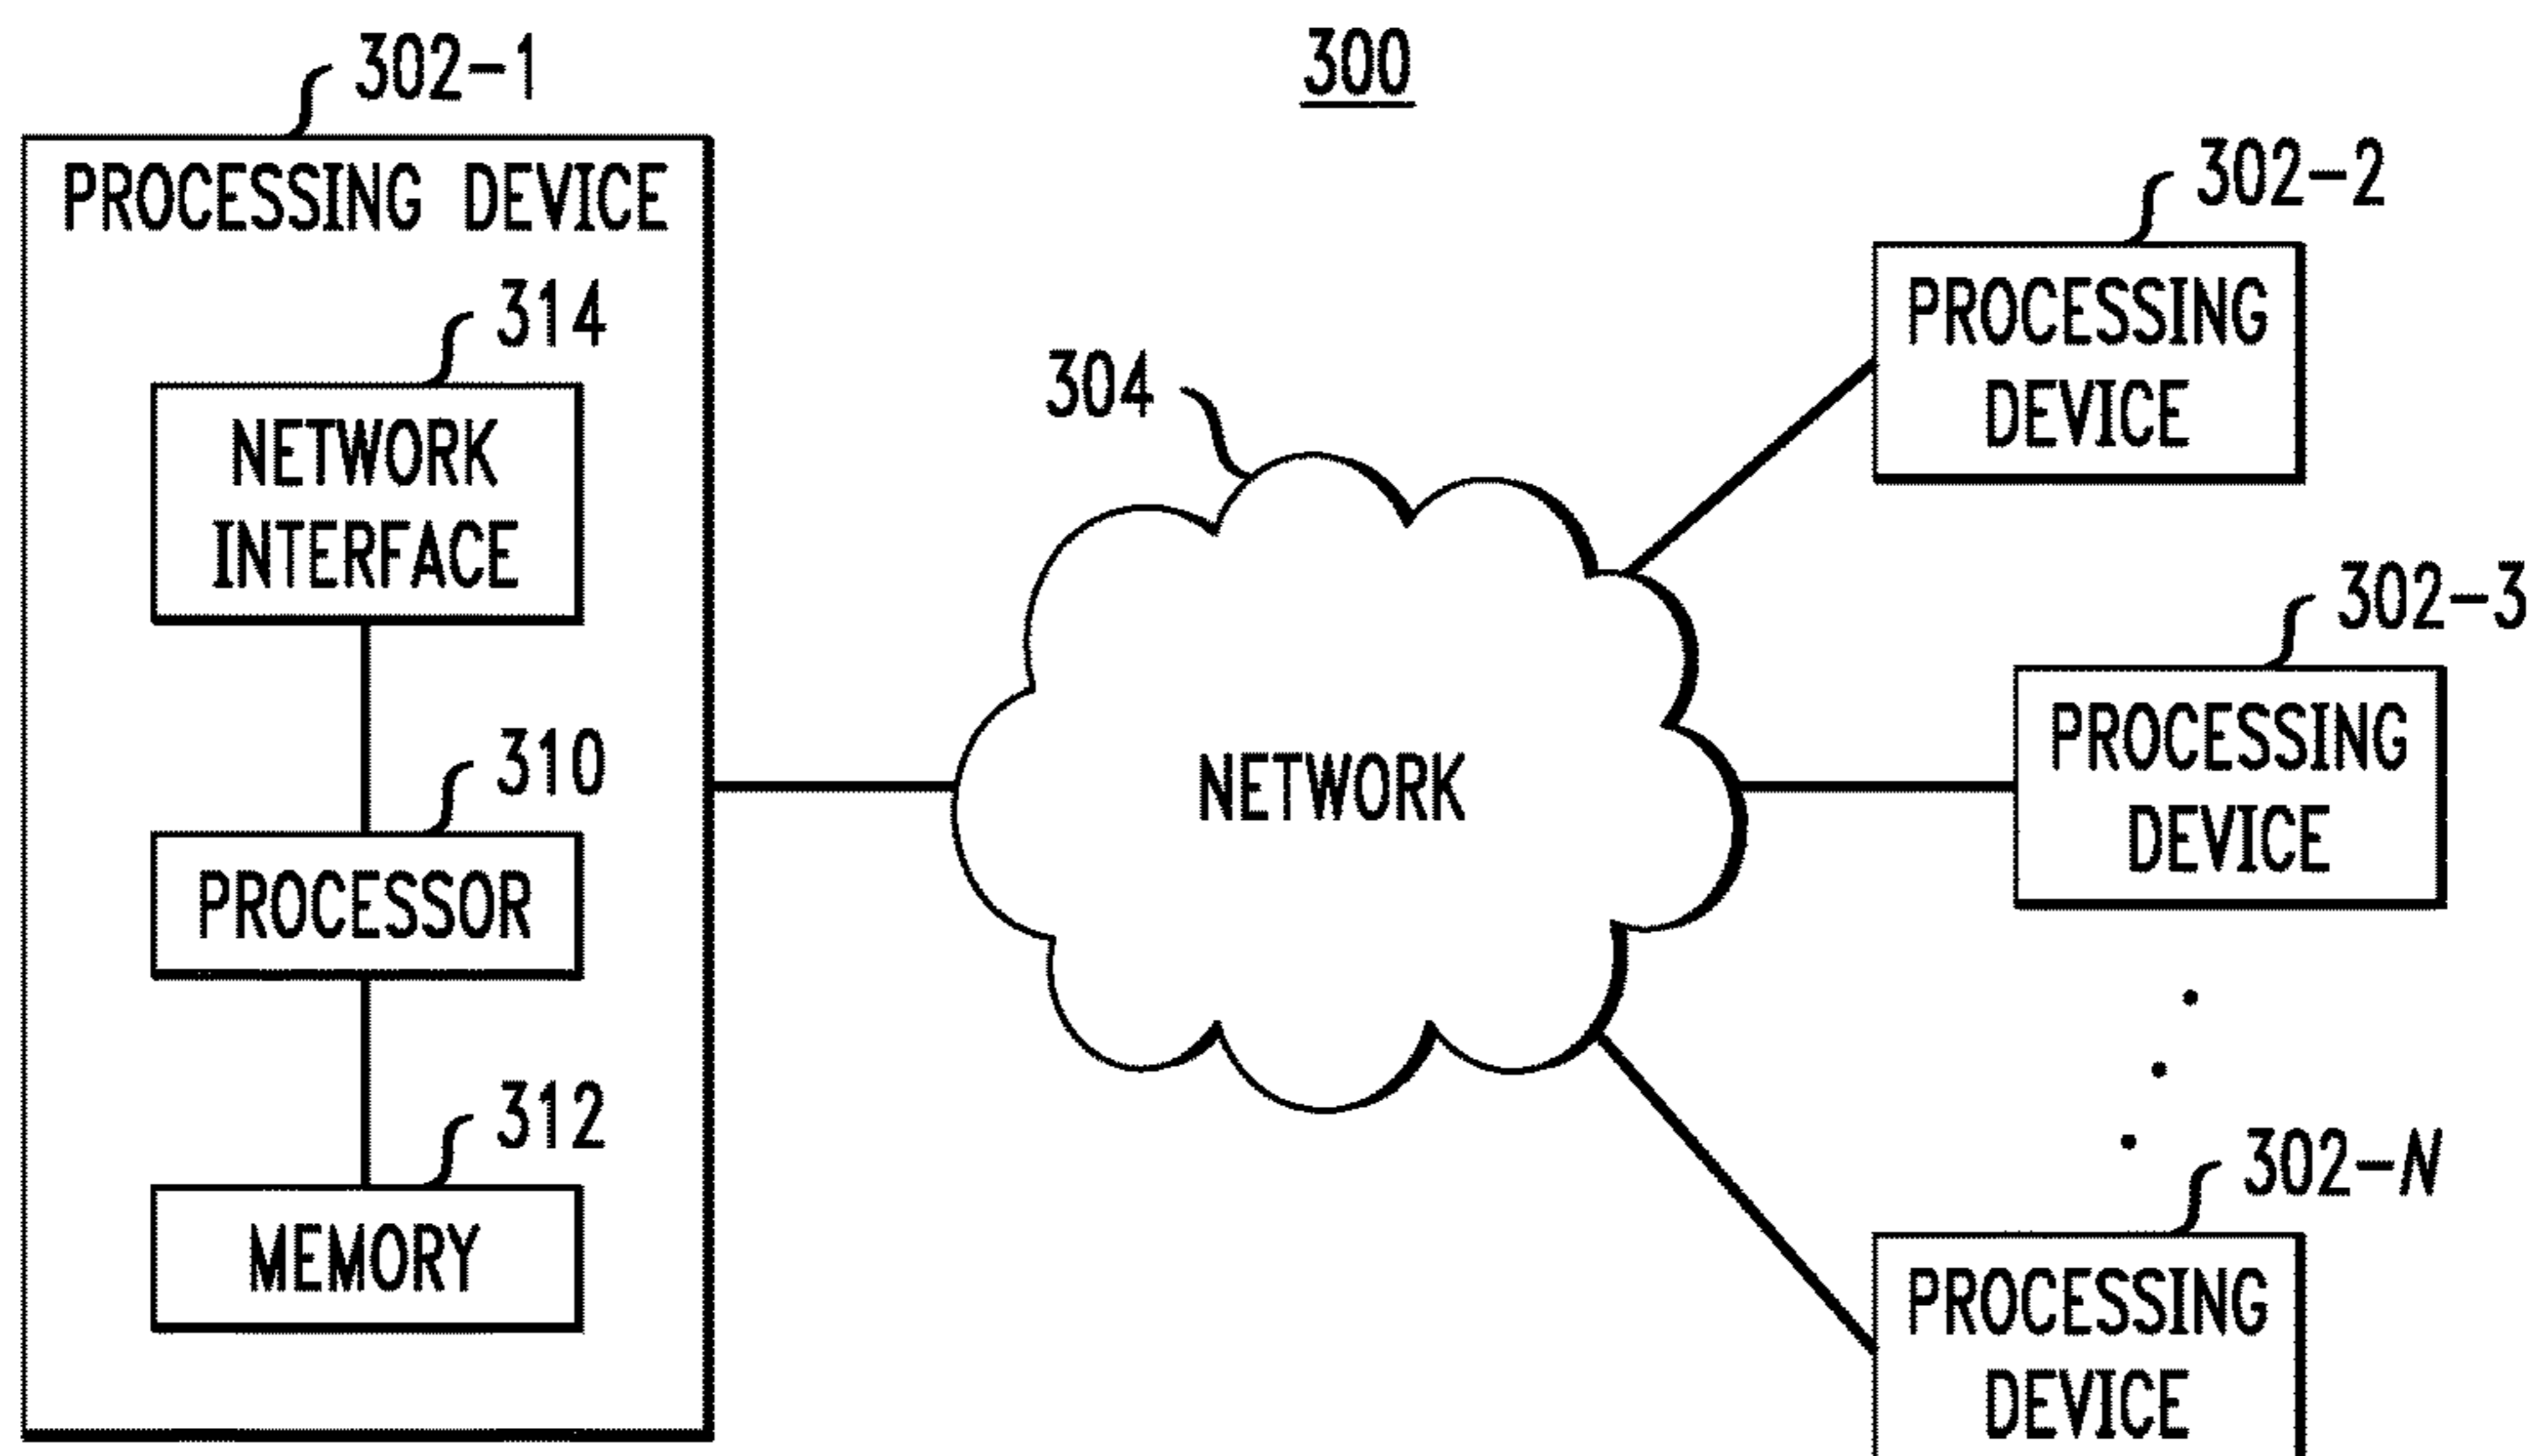 300
302-1
PROCESSING DEVICE
314
NETWORK
INTERFACE
310
PROCESSOR
312
MEMORY
304
NETWORK
302-2
PROCESSING
DEVICE
302-3
PROCESSING
DEVICE
302-N
PROCESSING
DEVICE